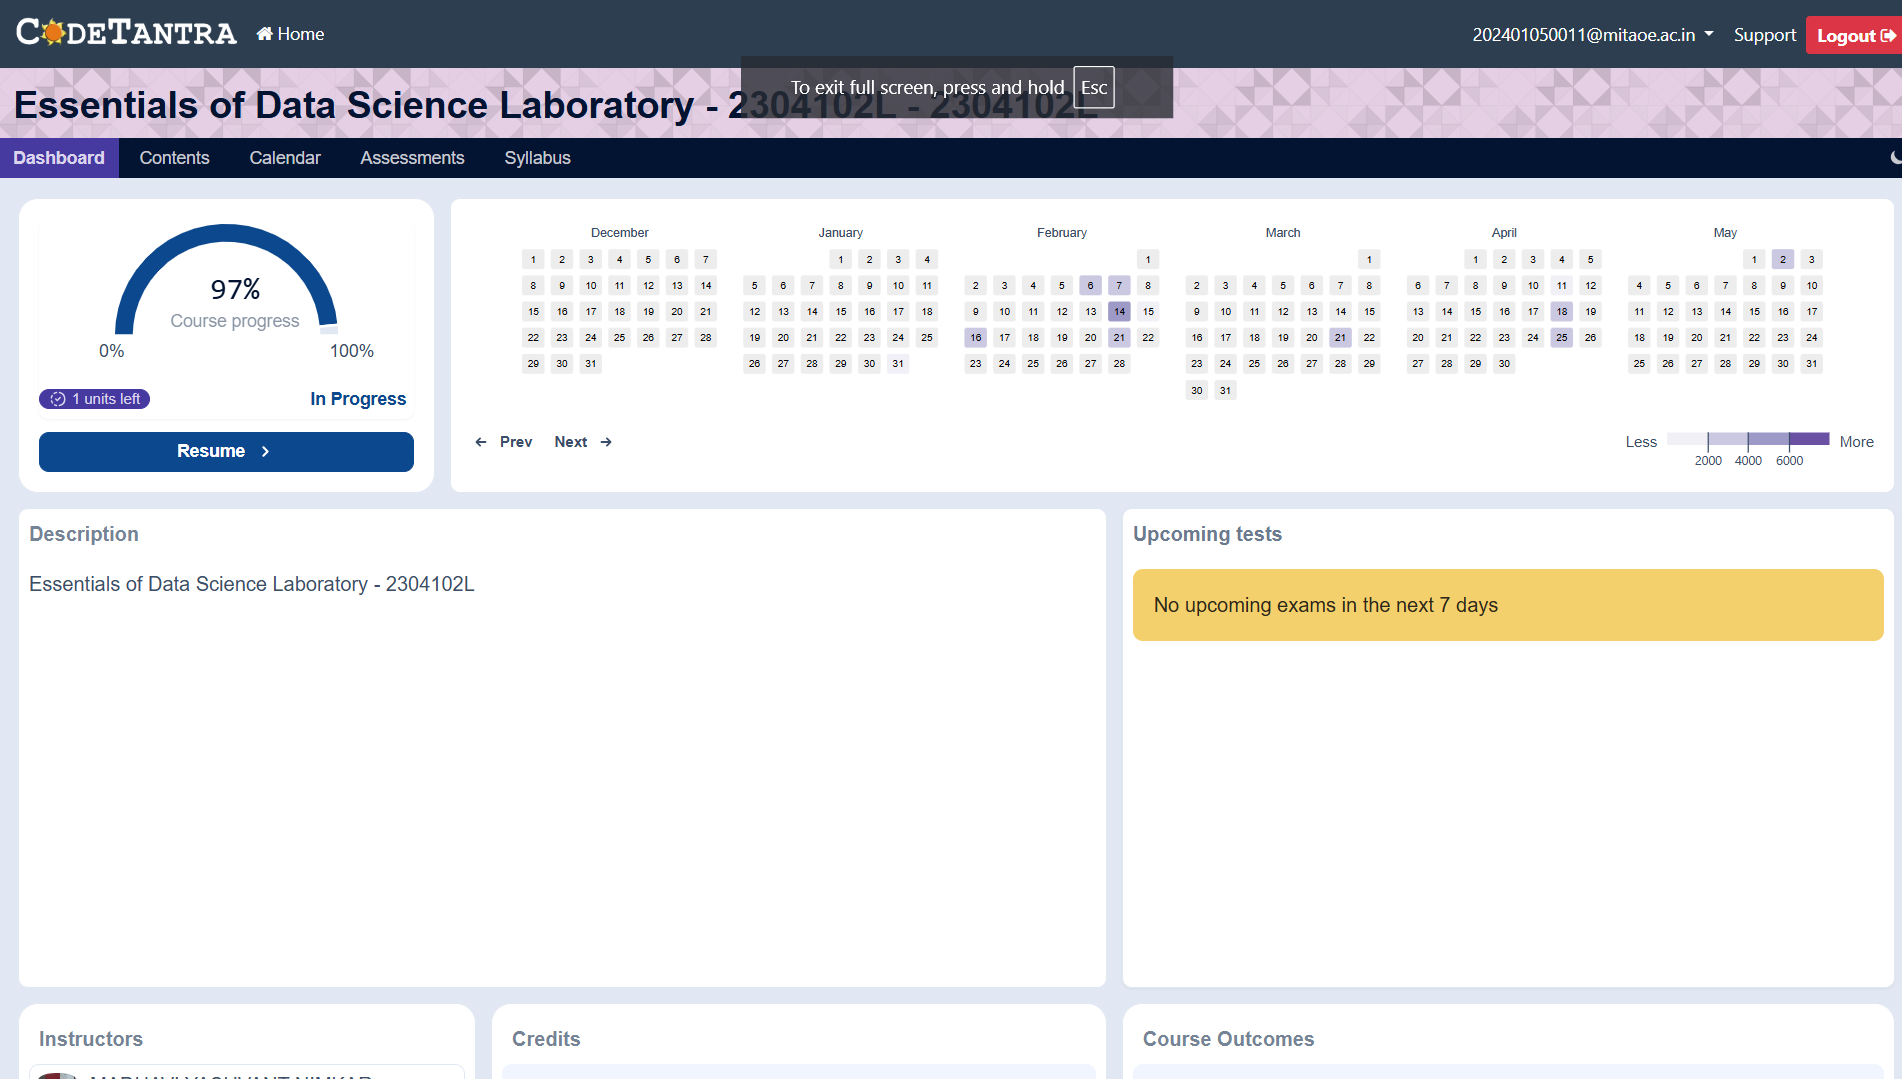 CODETANTRA Home 202401050011@mitaoe.ac.in Support Logout
To exit full screen, press and hold Esc
Essentials of Data Science Laboratory - 2304102L - 2304102L
Dashboard Contents Calendar Assessments Syllabus
97%
Course progress
0% 100%
1 units left In Progress
Resume
December
1 2 3 4 5 6 7
8 9 10 11 12 13 14
15 16 17 18 19 20 21
22 23 24 25 26 27 28
29 30 31
January
1 2 3 4
5 6 7 8 9 10 11
12 13 14 15 16 17 18
19 20 21 22 23 24 25
26 27 28 29 30 31
February
1
2 3 4 5 6 7 8
9 10 11 12 13 14 15
16 17 18 19 20 21 22
23 24 25 26 27 28
March
1
2 3 4 5 6 7 8
9 10 11 12 13 14 15
16 17 18 19 20 21 22
23 24 25 26 27 28 29
30 31
April
1 2 3 4 5
6 7 8 9 10 11 12
13 14 15 16 17 18 19
20 21 22 23 24 25 26
27 28 29 30
May
1 2 3
4 5 6 7 8 9 10
11 12 13 14 15 16 17
18 19 20 21 22 23 24
25 26 27 28 29 30 31
← Prev Next →
Less More
2000 4000 6000
Description
Essentials of Data Science Laboratory - 2304102L
Upcoming tests
No upcoming exams in the next 7 days
Instructors
MADHAVI YASHVANT NIMKAR
Credits
Course Outcomes